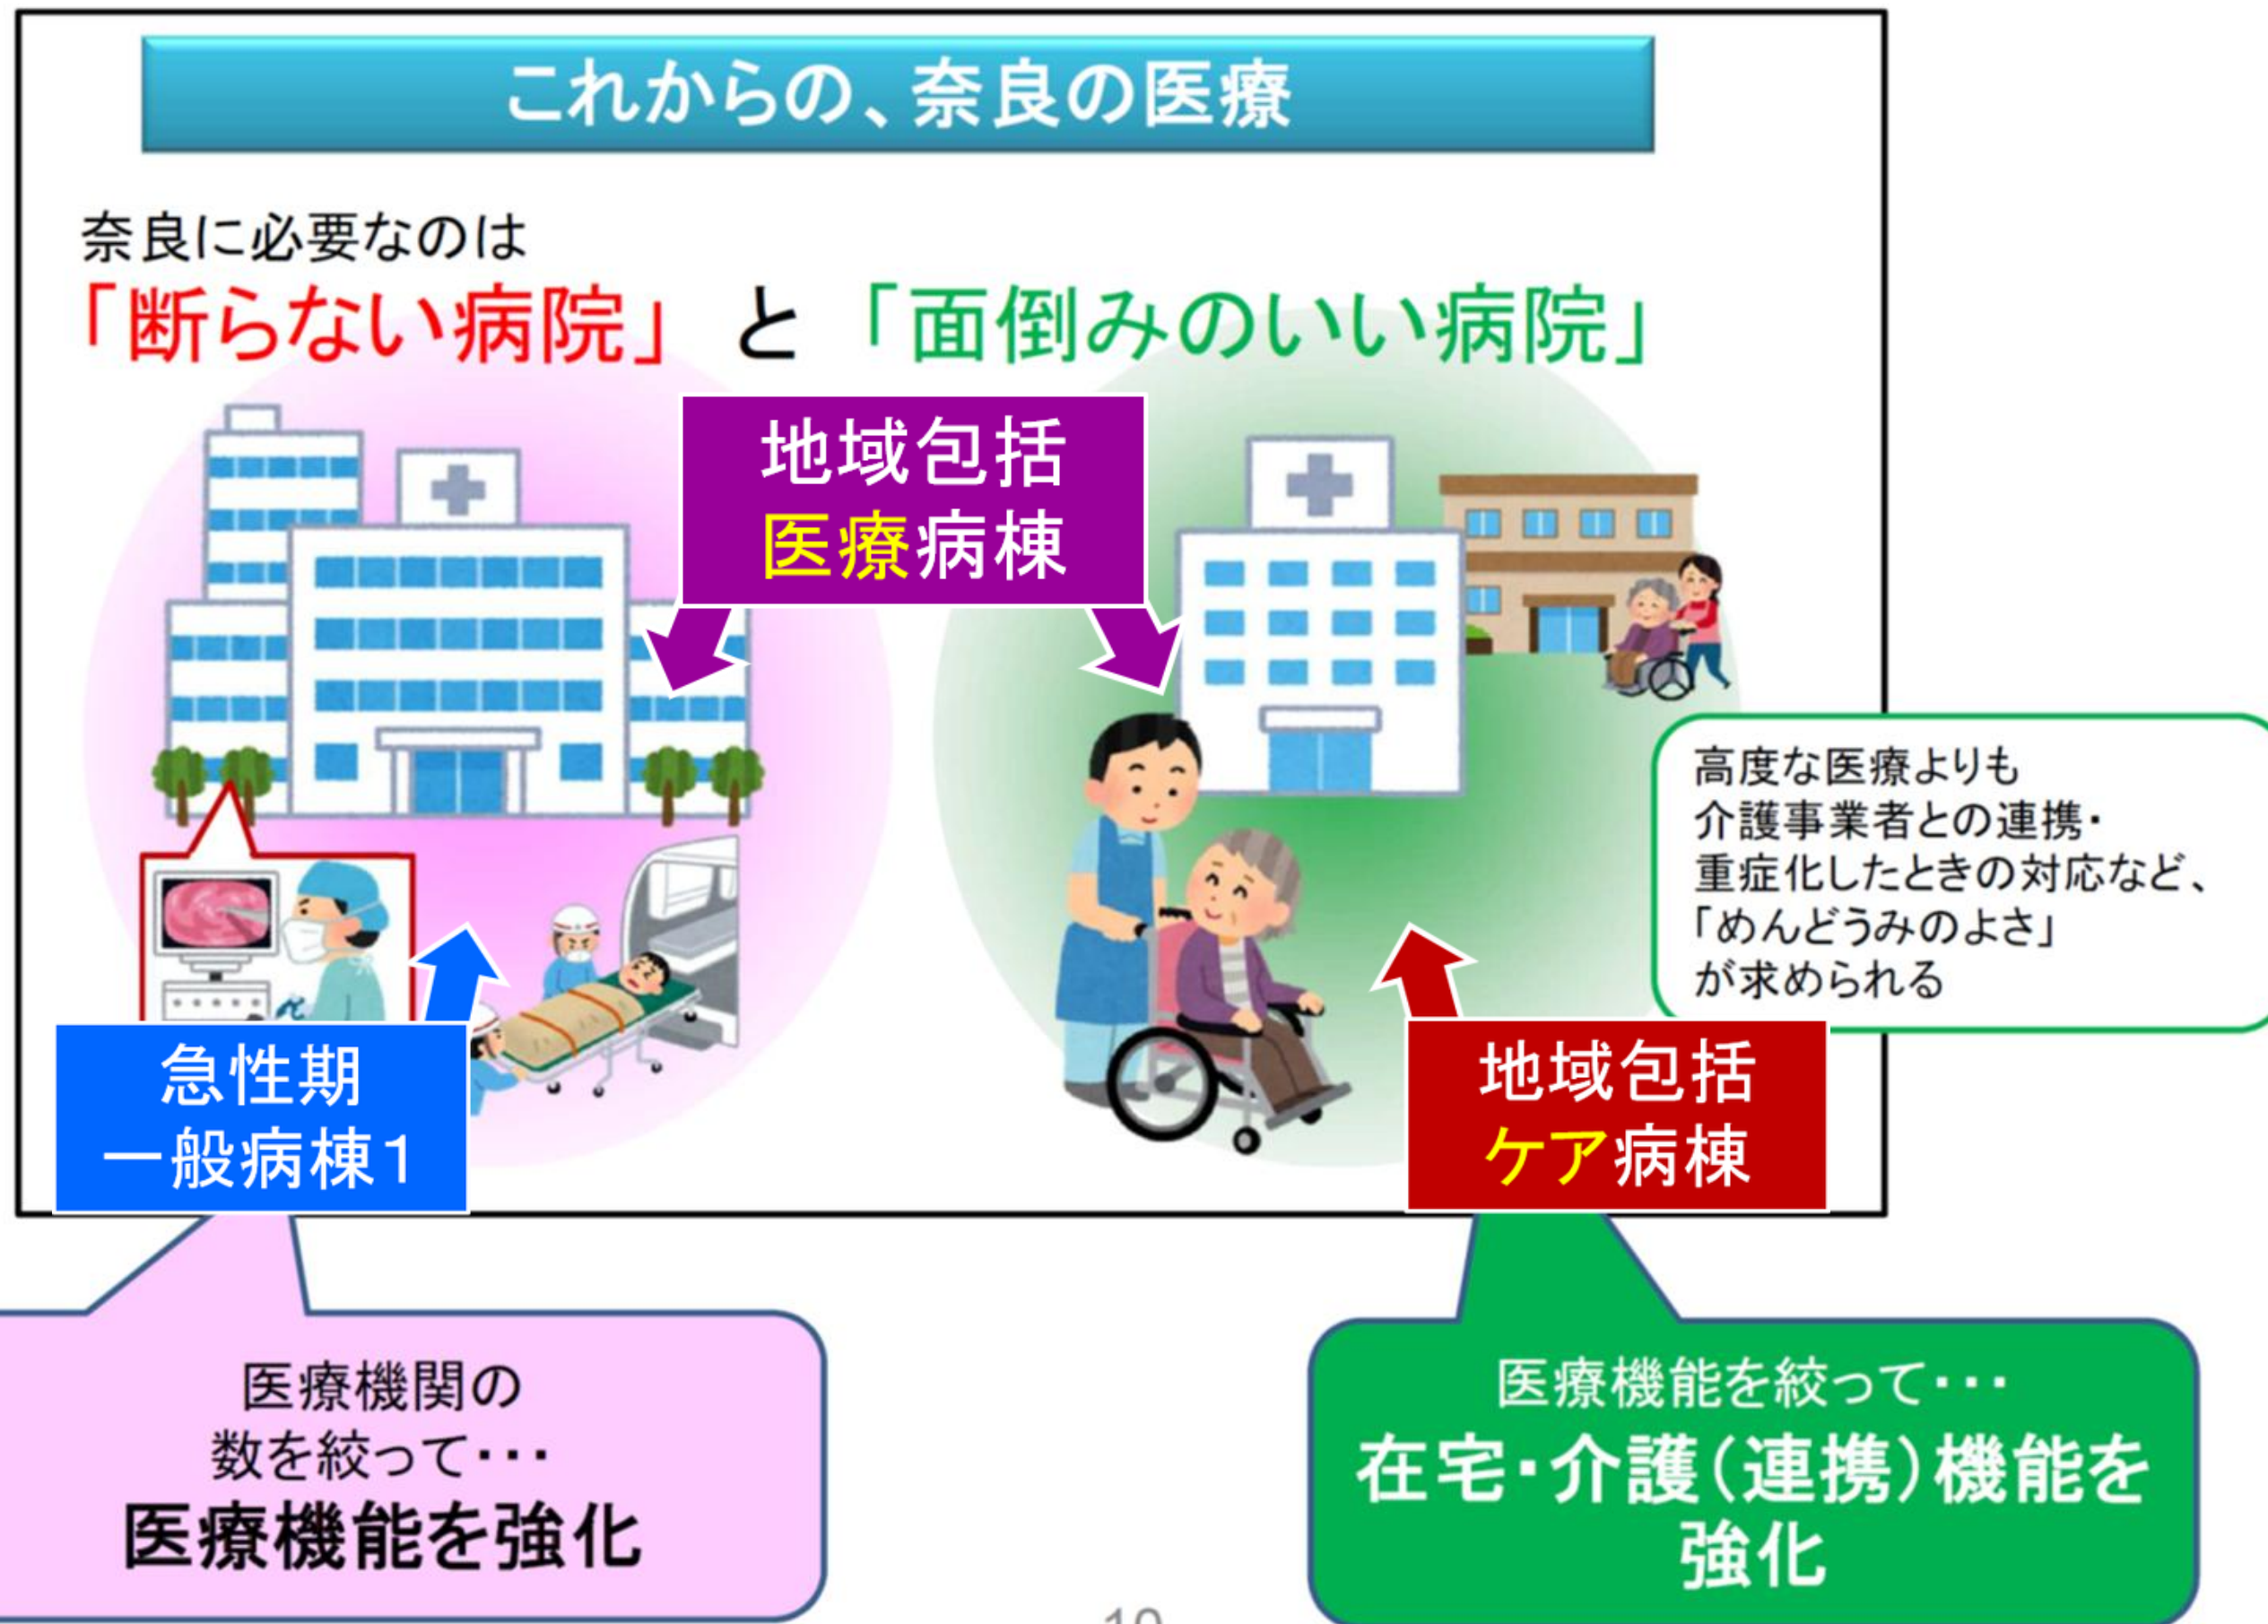 これからの、奈良の医療
奈良に必要なのは
「断らない病院」と「面倒みのいい病院」
地域包括
医療病棟
高度な医療よりも
介護事業者との連携・
重症化したときの対応など、
「めんどうみのよさ」
が求められる
急性期
一般病棟1
地域包括
ケア病棟
医療機関の
数を絞って・・・
医療機能を強化
医療機能を絞って・・・
在宅・介護(連携)機能を
強化